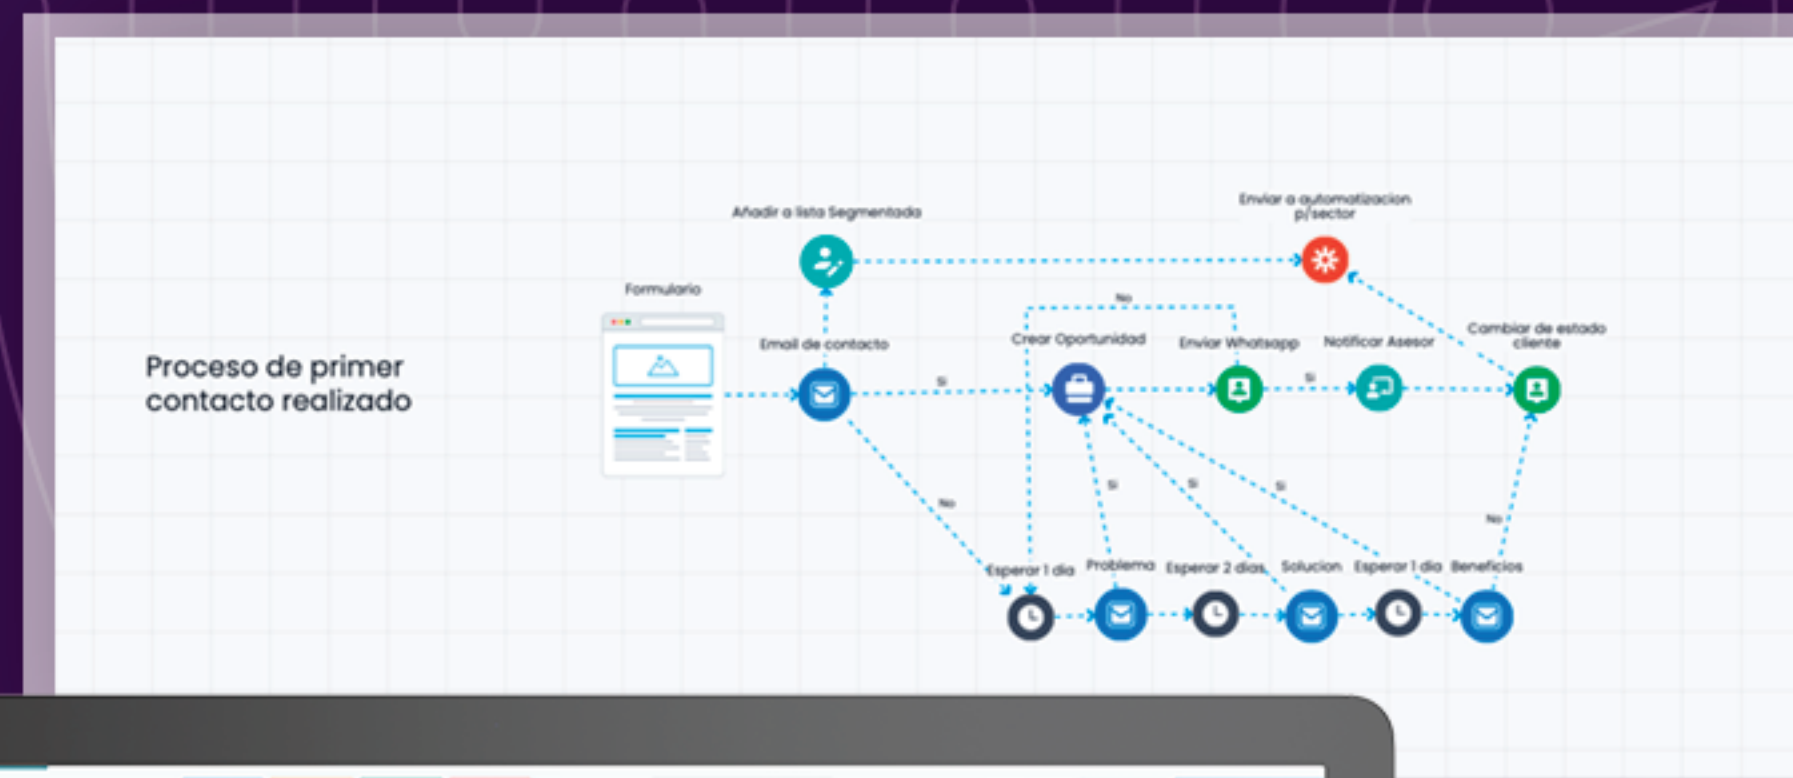 Añadir a lista Segmentada
Enviar a automatizacion
p/sector
Formulario
No
Email de contacto
Crear Oportunidad
Enviar Whatsapp
Notificar Asesor
Cambiar de estado
cliente
Proceso de primer
contacto realizado
Si
Si
No
Si
Si
Si
No
Esperar 1 dia
Problema
Esperar 2 dias
Solucion
Esperar 1 dia
Beneficios